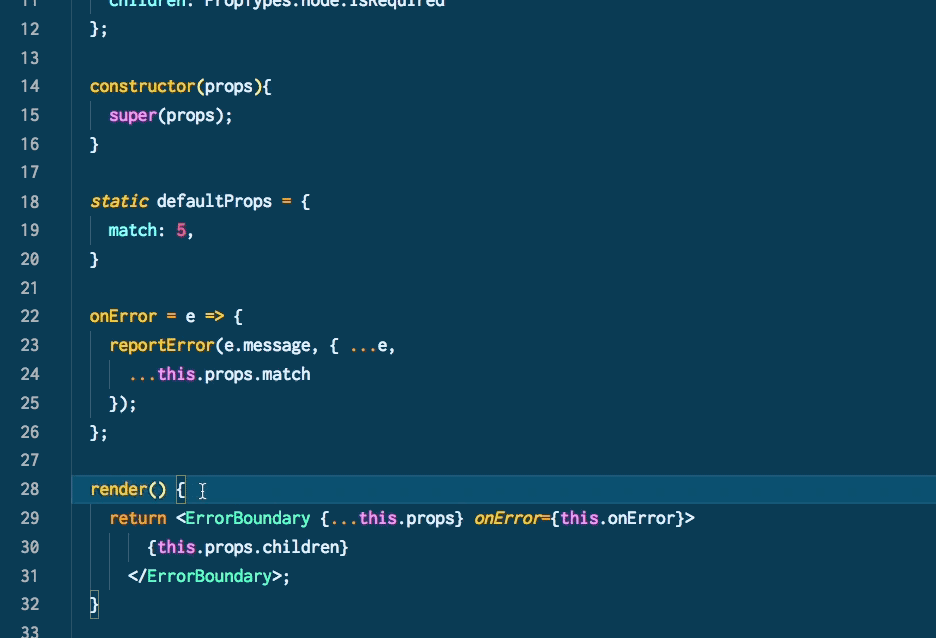 11 children: PropTypes.node.isRequired
12 };
13
14 constructor(props){
15 super(props);
16 }
17
18 static defaultProps = {
19 match: 5,
20 }
21
22 onError = e => {
23 reportError(e.message, { ...e,
24 ...this.props.match
25 });
26 };
27
28 render() {
29 return <ErrorBoundary {...this.props} onError={this.onError}>
30 {this.props.children}
31 </ErrorBoundary>;
32 }
33